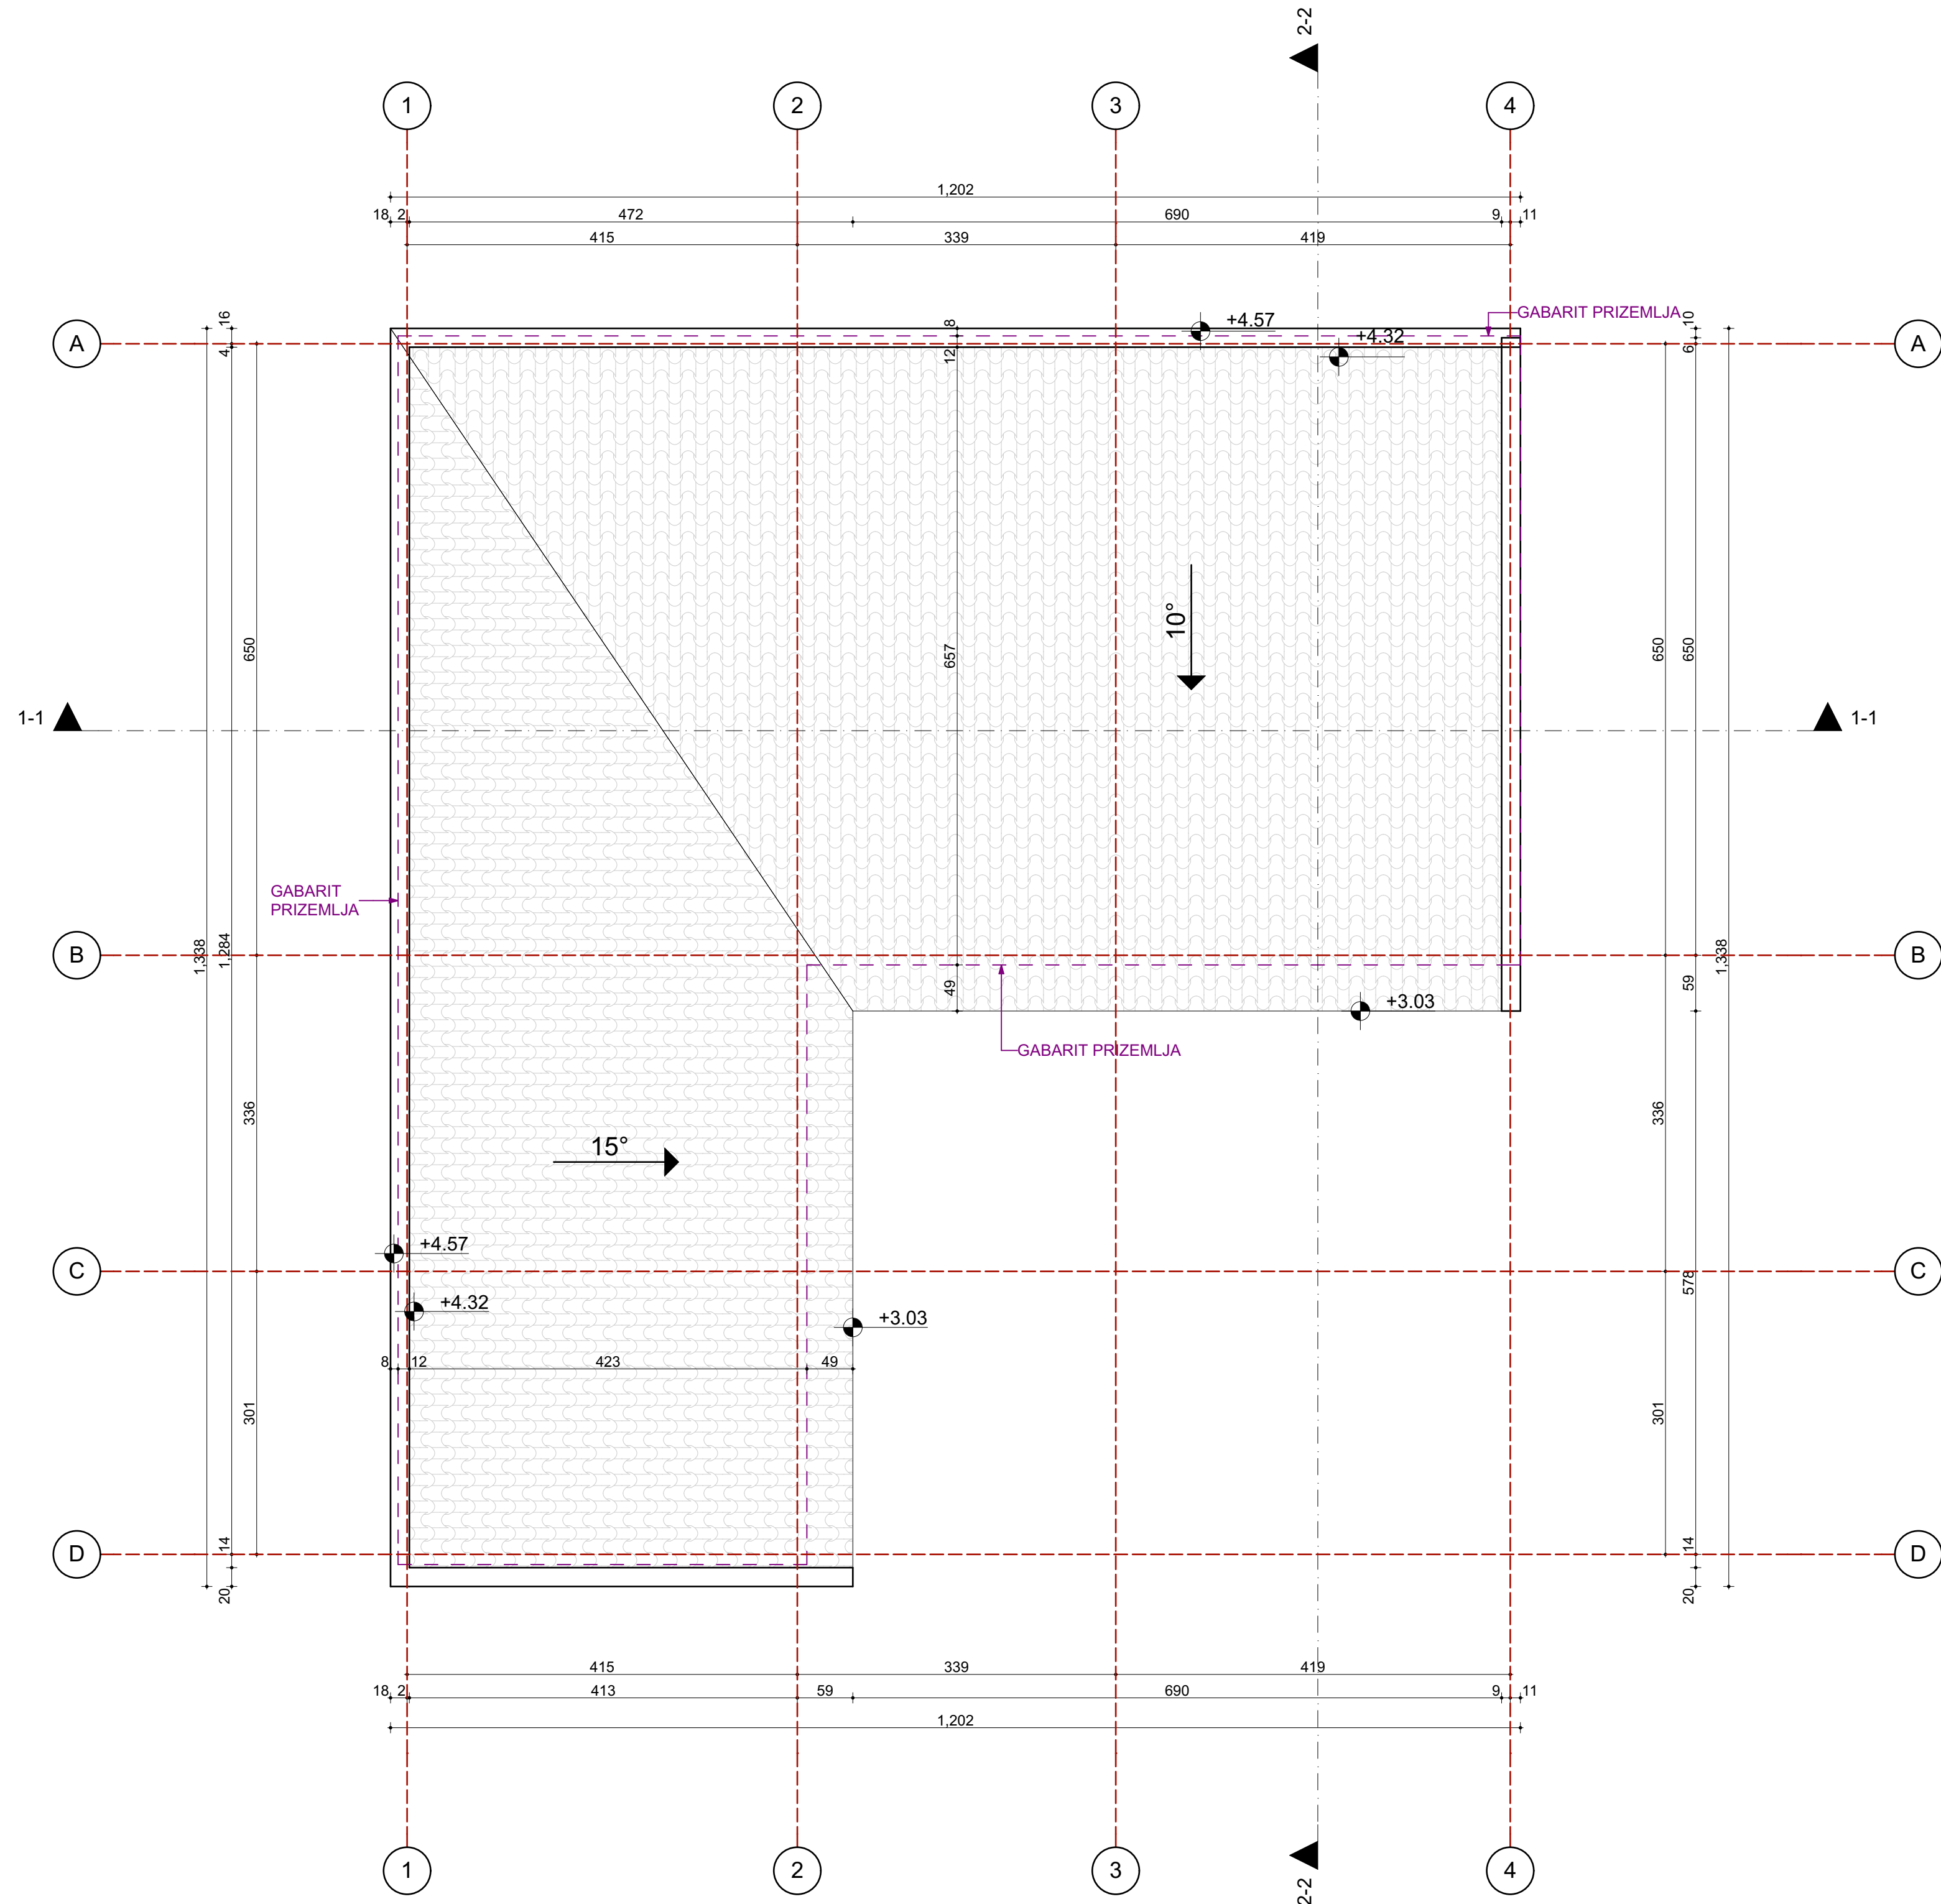 2-2
1 2 3 4
1,202
18 2 472 690 9 11
415 339 419
GABARIT PRIZEMLJA
+4.57
+4.32
A A
16
4
8
12
10
6
650
657
10°
650
650
1-1 1-1
GABARIT
PRIZEMLJA
B B
1,338
1,284
49
59
1,338
+3.03
GABARIT PRIZEMLJA
336
336
15°
+4.57
C C
578
+4.32
+3.03
8 12 423 49
301
301
D D
14
20
14
20
415 339 419
18 2 413 59 690 9 11
1,202
1 2 3 4
2-2